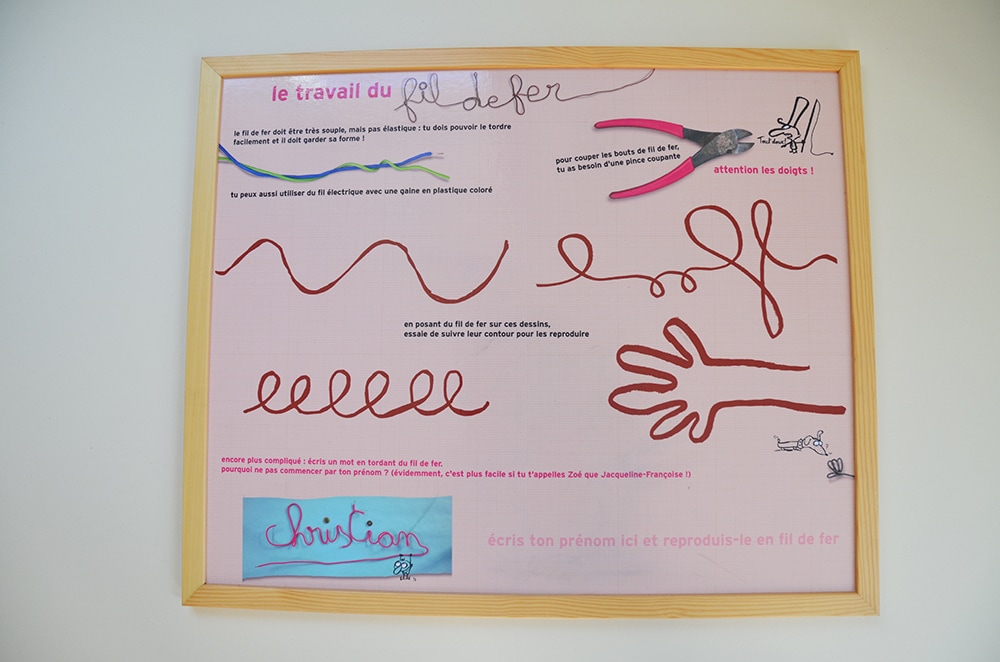 le travail du fil de fer
le fil de fer doit être très souple, mais pas élastique : tu dois pouvoir le tordre
facilement et il doit garder sa forme !
tu peux aussi utiliser du fil électrique avec une gaine en plastique coloré
pour couper les bouts de fil de fer,
tu as besoin d'une pince coupante
attention les doigts !
en posant du fil de fer sur ces dessins,
essaie de suivre leur contour pour les reproduire
encore plus compliqué : écris un mot en tordant du fil de fer.
pourquoi ne pas commencer par ton prénom ? (évidemment, c'est plus facile si tu t'appelles Zoé que Jacqueline-Françoise !)
christian
écris ton prénom ici et reproduis-le en fil de fer